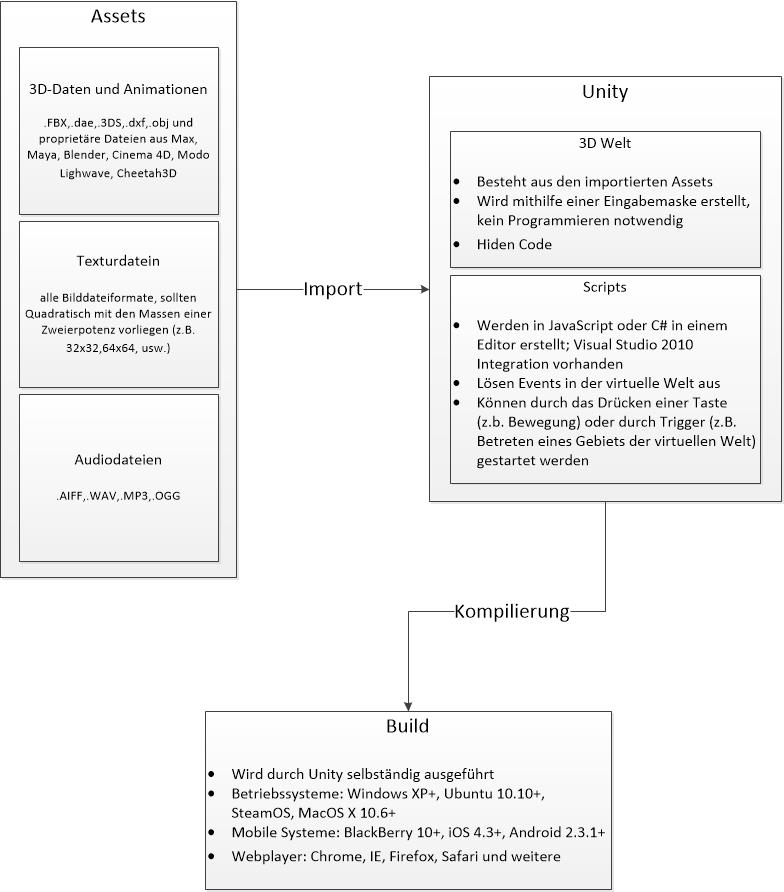 Assets
3D-Daten und Animationen
.FBX,.dae,.3DS,.dxf,.obj und
proprietäre Dateien aus Max,
Maya, Blender, Cinema 4D, Modo
Lighwave, Cheetah3D
Texturdatein
alle Bilddateiformate, sollten
Quadratisch mit den Massen einer
Zweierpotenz vorliegen (z.B.
32x32,64x64, usw.)
Audiodateien
.AIFF,.WAV,.MP3,.OGG
Import
Unity
3D Welt
• Besteht aus den importierten Assets
• Wird mithilfe einer Eingabemaske erstellt,
kein Programmieren notwendig
• Hiden Code
Scripts
• Werden in JavaScript oder C# in einem
Editor erstellt; Visual Studio 2010
Integration vorhanden
• Lösen Events in der virtuelle Welt aus
• Können durch das Drücken einer Taste
(z.b. Bewegung) oder durch Trigger (z.B.
Betreten eines Gebiets der virtuellen Welt)
gestartet werden
Kompilierung
Build
• Wird durch Unity selbständig ausgeführt
• Betriebssysteme: Windows XP+, Ubuntu 10.10+,
SteamOS, MacOS X 10.6+
• Mobile Systeme: BlackBerry 10+, iOS 4.3+, Android 2.3.1+
• Webplayer: Chrome, IE, Firefox, Safari und weitere